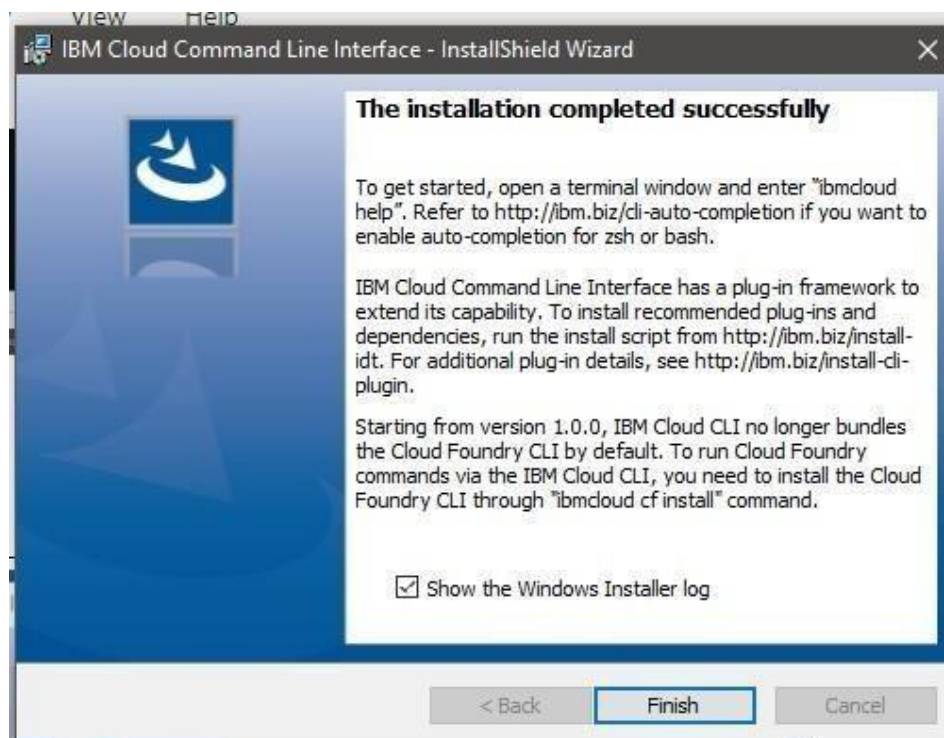 View Help
IBM Cloud Command Line Interface - InstallShield Wizard
The installation completed successfully
To get started, open a terminal window and enter "ibmcloud
help". Refer to http://ibm.biz/cli-auto-completion if you want to
enable auto-completion for zsh or bash.
IBM Cloud Command Line Interface has a plug-in framework to
extend its capability. To install recommended plug-ins and
dependencies, run the install script from http://ibm.biz/install-
idt. For additional plug-in details, see http://ibm.biz/install-cli-
plugin.
Starting from version 1.0.0, IBM Cloud CLI no longer bundles
the Cloud Foundry CLI by default. To run Cloud Foundry
commands via the IBM Cloud CLI, you need to install the Cloud
Foundry CLI through "ibmcloud cf install" command.
Show the Windows Installer log
< Back Finish Cancel